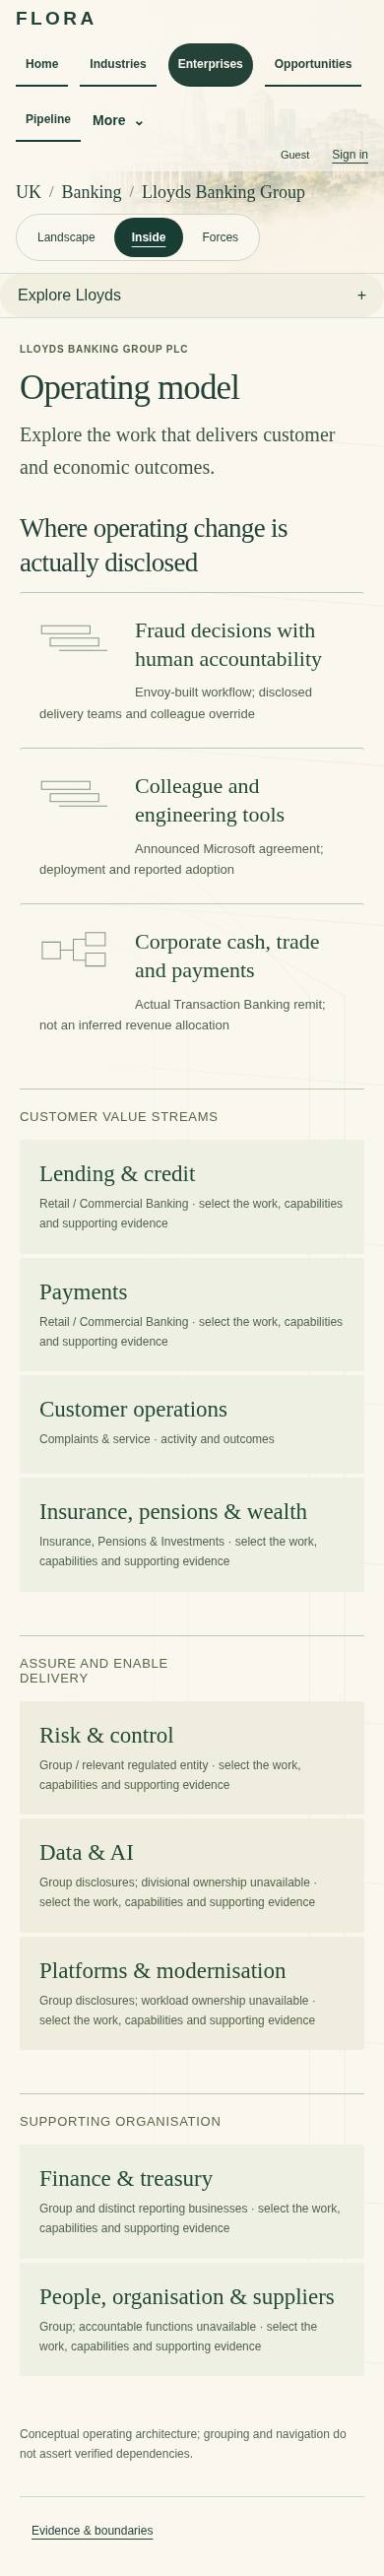 FLORA
Home Industries Enterprises Opportunities
Pipeline More ⌄
Guest Sign in
UK / Banking / Lloyds Banking Group
Landscape Inside Forces
Explore Lloyds +
LLOYDS BANKING GROUP PLC
Operating model
Explore the work that delivers customer
and economic outcomes.
Where operating change is
actually disclosed
Fraud decisions with
human accountability
Envoy-built workflow; disclosed
delivery teams and colleague override
Colleague and
engineering tools
Announced Microsoft agreement;
deployment and reported adoption
Corporate cash, trade
and payments
Actual Transaction Banking remit;
not an inferred revenue allocation
CUSTOMER VALUE STREAMS
Lending & credit
Retail / Commercial Banking · select the work, capabilities
and supporting evidence
Payments
Retail / Commercial Banking · select the work, capabilities
and supporting evidence
Customer operations
Complaints & service · activity and outcomes
Insurance, pensions & wealth
Insurance, Pensions & Investments · select the work,
capabilities and supporting evidence
ASSURE AND ENABLE
DELIVERY
Risk & control
Group / relevant regulated entity · select the work,
capabilities and supporting evidence
Data & AI
Group disclosures; divisional ownership unavailable ·
select the work, capabilities and supporting evidence
Platforms & modernisation
Group disclosures; workload ownership unavailable ·
select the work, capabilities and supporting evidence
SUPPORTING ORGANISATION
Finance & treasury
Group and distinct reporting businesses · select the work,
capabilities and supporting evidence
People, organisation & suppliers
Group; accountable functions unavailable · select the
work, capabilities and supporting evidence
Conceptual operating architecture; grouping and navigation do
not assert verified dependencies.
Evidence & boundaries